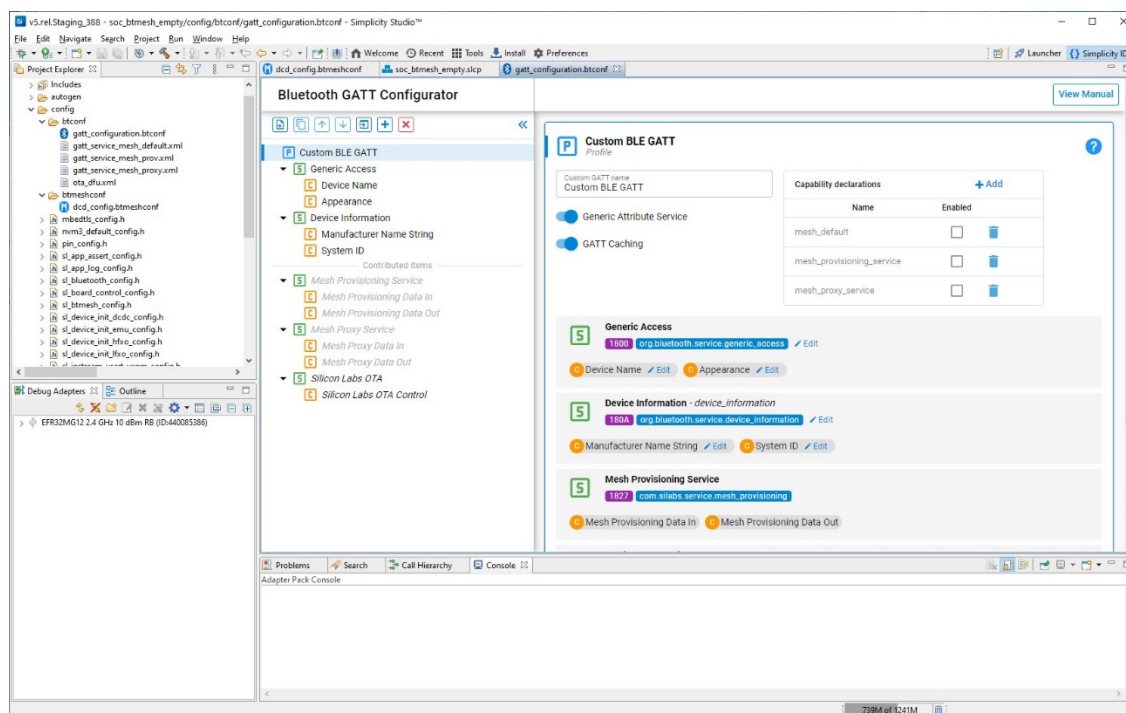 v5.rel.Staging_388 - soc_btmesh_empty/config/btconf/gatt_configuration.btconf - Simplicity Studio™
File Edit Navigate Search Project Run Window Help
Welcome Recent Tools Install Preferences
Launcher {} Simplicity ID
Project Explorer
Includes
autogen
config
btconf
gatt_configuration.btconf
gatt_service_mesh_default.xml
gatt_service_mesh_prov.xml
gatt_service_mesh_proxy.xml
ota_dfu.xml
btmeshconf
dcd_config.btmeshconf
mbedtls_config.h
nvm3_default_config.h
pin_config.h
sl_app_assert_config.h
sl_app_log_config.h
sl_bluetooth_config.h
sl_board_control_config.h
sl_btmesh_config.h
sl_device_init_dcdc_config.h
sl_device_init_emu_config.h
sl_device_init_hfxo_config.h
sl_device_init_lfxo_config.h
Debug Adapters Outline
EFR32MG12 2.4 GHz 10 dBm RB (ID:440085386)
dcd_config.btmeshconf soc_btmesh_empty.slcp gatt_configuration.btconf
Bluetooth GATT Configurator
View Manual
P Custom BLE GATT
S Generic Access
C Device Name
C Appearance
S Device Information
C Manufacturer Name String
C System ID
Contributed Items
S Mesh Provisioning Service
C Mesh Provisioning Data In
C Mesh Provisioning Data Out
S Mesh Proxy Service
C Mesh Proxy Data In
C Mesh Proxy Data Out
S Silicon Labs OTA
C Silicon Labs OTA Control
P Custom BLE GATT
Profile
?
Custom GATT name
Custom BLE GATT
Generic Attribute Service
GATT Caching
Capability declarations +Add
Name Enabled
mesh_default
mesh_provisioning_service
mesh_proxy_service
S Generic Access
1800 org.bluetooth.service.generic_access Edit
C Device Name Edit C Appearance Edit
S Device Information - device_information
180A org.bluetooth.service.device_information Edit
C Manufacturer Name String Edit C System ID Edit
S Mesh Provisioning Service
1827 com.silabs.service.mesh_provisioning
C Mesh Provisioning Data In C Mesh Provisioning Data Out
Problems Search Call Hierarchy Console
Adapter Pack Console
739M of 1241M